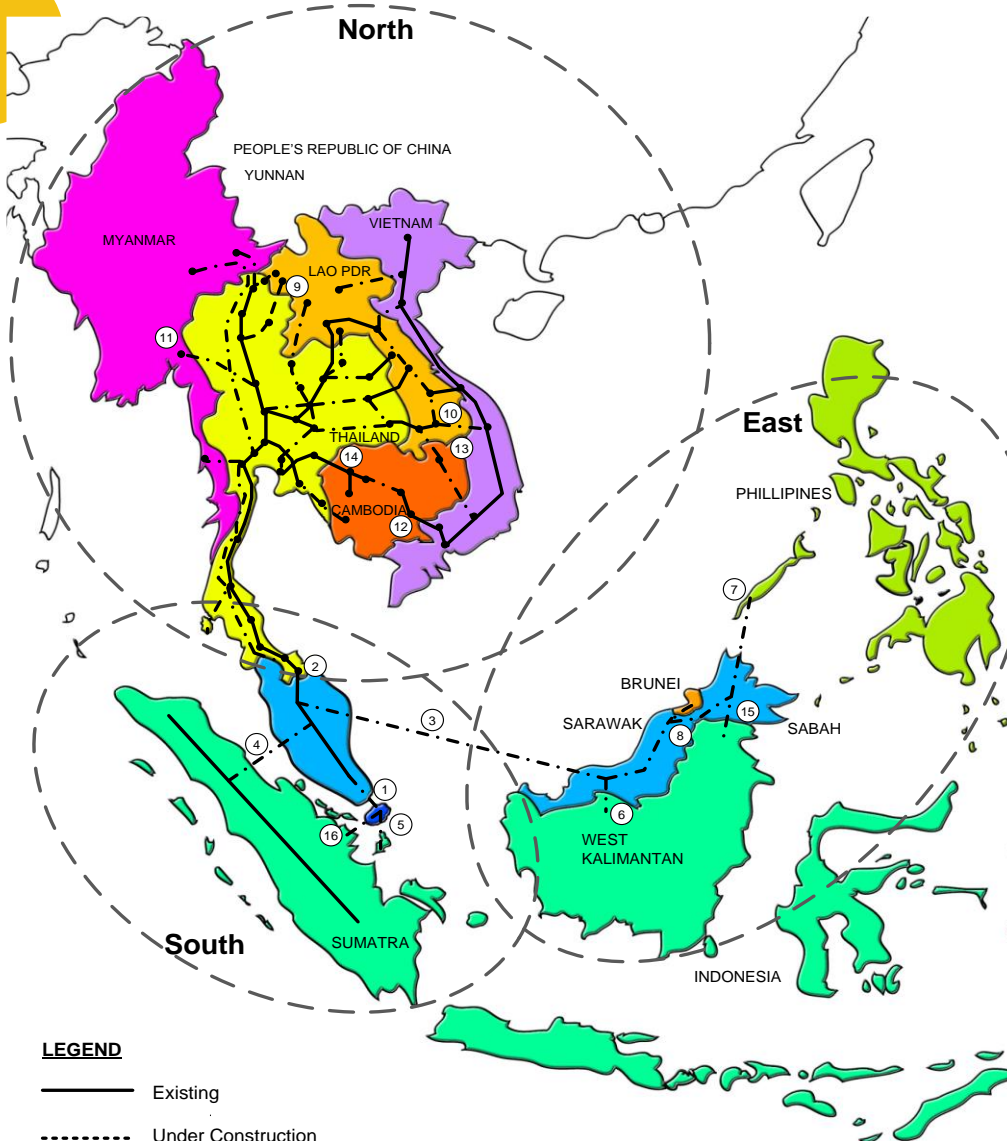 North
PEOPLE'S REPUBLIC OF CHINA
YUNNAN
VIETNAM
MYANMAR
LAO PDR
9
11
10
East
THAILAND
13
14
PHILLIPINES
CAMBODIA
12
7
2
BRUNEI
3
SARAWAK
15
SABAH
8
4
1
5
6
16
WEST
KALIMANTAN
South
SUMATRA
INDONESIA
LEGEND
Existing
Under Construction